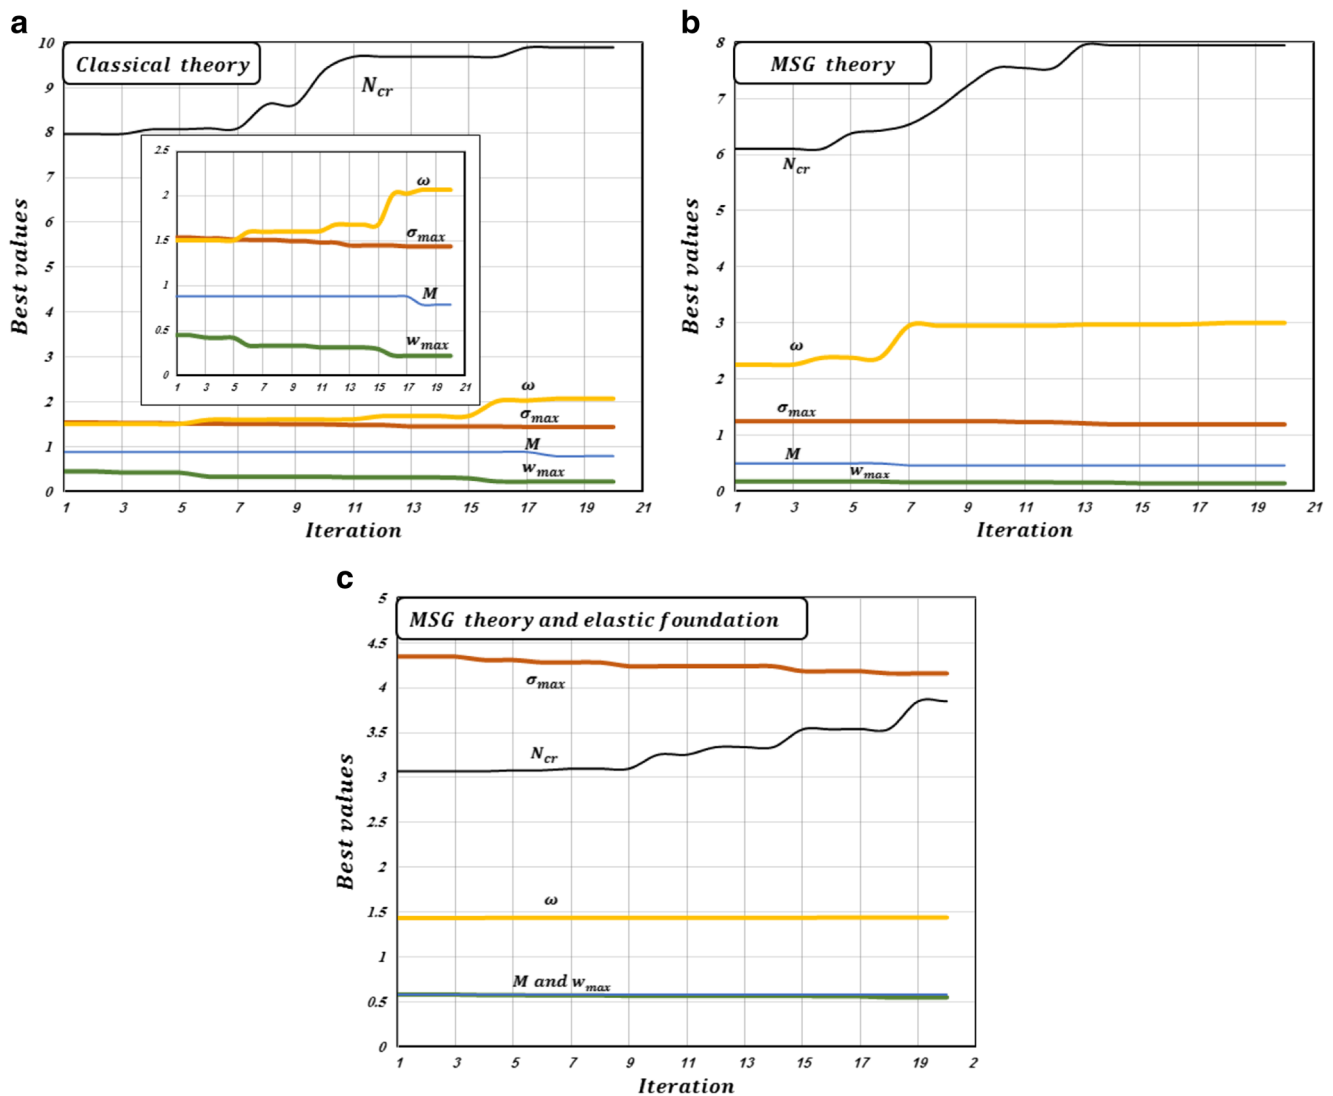 a
Classical theory
Best values
10
9
8
7
6
5
4
3
2
1
0
N_cr
2.5
2
1.5
1
0.5
0
ω
σ_max
M
w_max
1 3 5 7 9 11 13 15 17 19 21
ω
σ_max
M
w_max
1 3 5 7 9 11 13 15 17 19 21
Iteration
b
MSG theory
Best values
8
7
6
5
4
3
2
1
0
N_cr
ω
σ_max
M
w_max
1 3 5 7 9 11 13 15 17 19 21
Iteration
c
MSG theory and elastic foundation
Best values
5
4.5
4
3.5
3
2.5
2
1.5
1
0.5
0
σ_max
N_cr
ω
M and w_max
1 3 5 7 9 11 13 15 17 19 2
Iteration